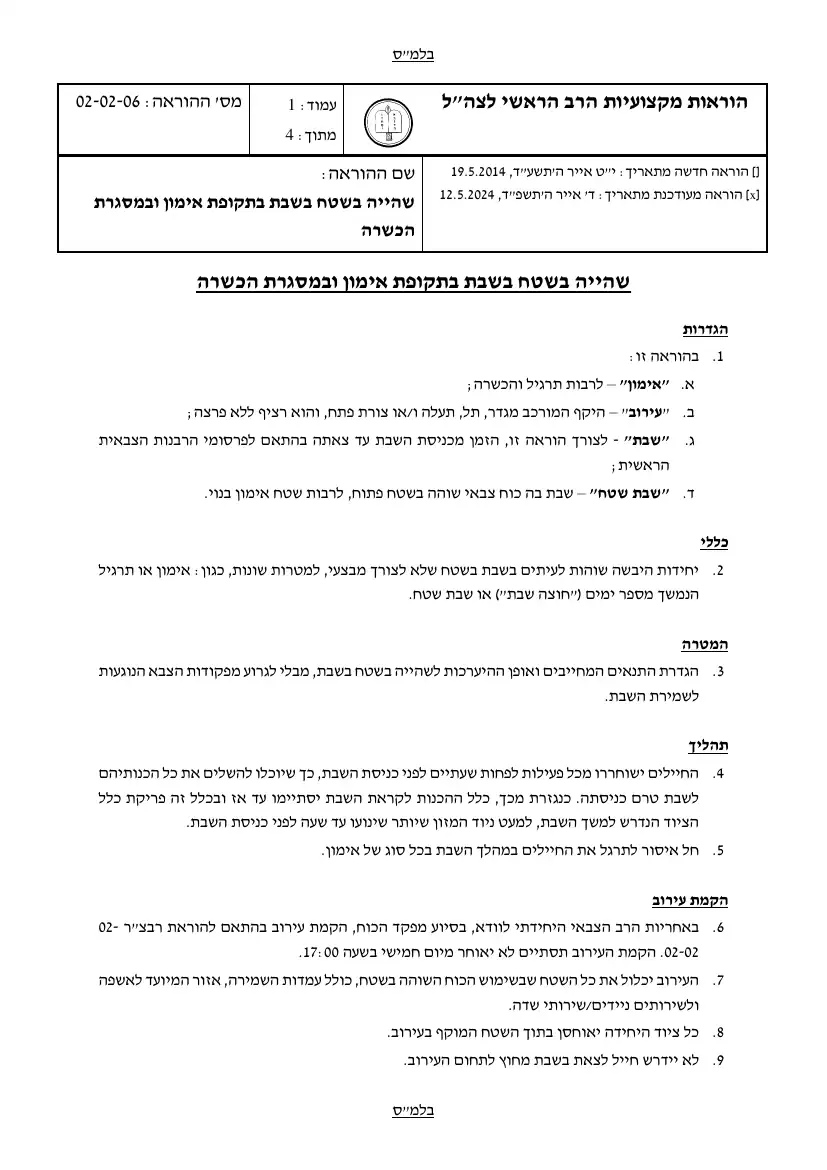 בלמ"ס
הוראות מקצועיות הרב הראשי לצה"ל
עמוד: 1
מתוך: 4
מס' ההוראה: 02-02-06
[] הוראה חדשה מתאריך: י"ט אייר ה'תשע"ד, 19.5.2014
[x] הוראה מעודכנת מתאריך: ד' אייר ה'תשפ"ד, 12.5.2024
שם ההוראה:
שהייה בשטח בשבת בתקופת אימון ובמסגרת
הכשרה
שהייה בשטח בשבת בתקופת אימון ובמסגרת הכשרה
הגדרות
1. בהוראה זו:
א. "אימון" – לרבות תרגיל והכשרה;
ב. "עירוב" – היקף המורכב מגדר, תל, תעלה ו/או צורת פתח, והוא רציף ללא פרצה;
ג. "שבת" - לצורך הוראה זו, הזמן מכניסת השבת עד צאתה בהתאם לפרסומי הרבנות הצבאית
הראשית;
ד. "שבת שטח" – שבת בה כוח צבאי שוהה בשטח פתוח, לרבות שטח אימון בנוי.
כללי
2. יחידות היבשה שוהות לעיתים בשבת בשטח שלא לצורך מבצעי, למטרות שונות, כגון: אימון או תרגיל
הנמשך מספר ימים ("חוצה שבת") או שבת שטח.
המטרה
3. הגדרת התנאים המחייבים ואופן ההיערכות לשהייה בשטח בשבת, מבלי לגרוע מפקודות הצבא הנוגעות
לשמירת השבת.
תהליך
4. החיילים ישוחררו מכל פעילות לפחות שעתיים לפני כניסת השבת, כך שיוכלו להשלים את כל הכנותיהם
לשבת טרם כניסתה. כנגזרת מכך, כלל ההכנות לקראת השבת יסתיימו עד אז ובכלל זה פריקת כלל
הציוד הנדרש למשך השבת, למעט ניוד המזון שיותר שינועו עד שעה לפני כניסת השבת.
5. חל איסור לתרגל את החיילים במהלך השבת בכל סוג של אימון.
הקמת עירוב
6. באחריות הרב הצבאי היחידתי לוודא, בסיוע מפקד הכוח, הקמת עירוב בהתאם להוראת רבצ"ר 02-
02-02. הקמת העירוב תסתיים לא יאוחר מיום חמישי בשעה 17:00.
7. העירוב יכלול את כל השטח שבשימוש הכוח השוהה בשטח, כולל עמדות השמירה, אזור המיועד לאשפה
ולשירותים ניידים/שירותי שדה.
8. כל ציוד היחידה יאוחסן בתוך השטח המוקף בעירוב.
9. לא יידרש חייל לצאת בשבת מחוץ לתחום העירוב.
בלמ"ס